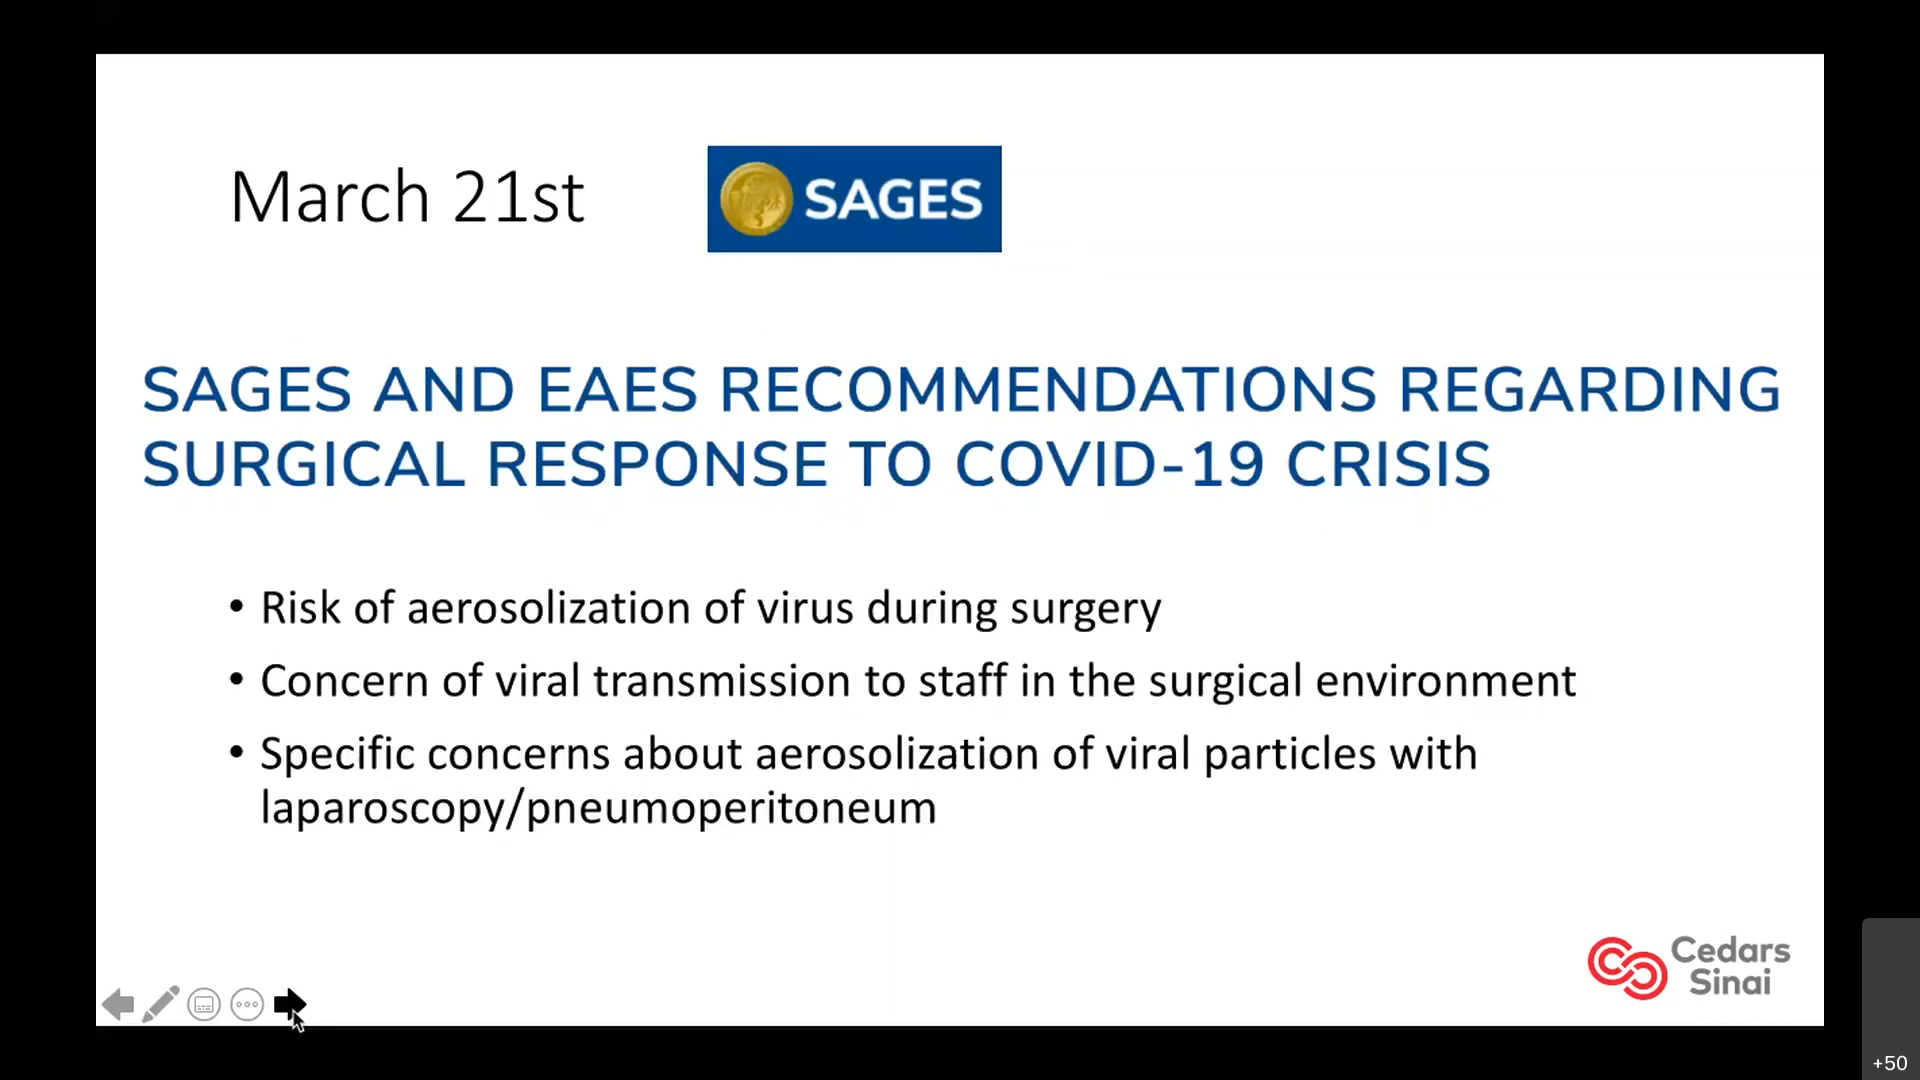 March 21st
SAGES
SAGES AND EAES RECOMMENDATIONS REGARDING
SURGICAL RESPONSE TO COVID-19 CRISIS
• Risk of aerosolization of virus during surgery
• Concern of viral transmission to staff in the surgical environment
• Specific concerns about aerosolization of viral particles with
laparoscopy/pneumoperitoneum
Cedars
Sinai
+50